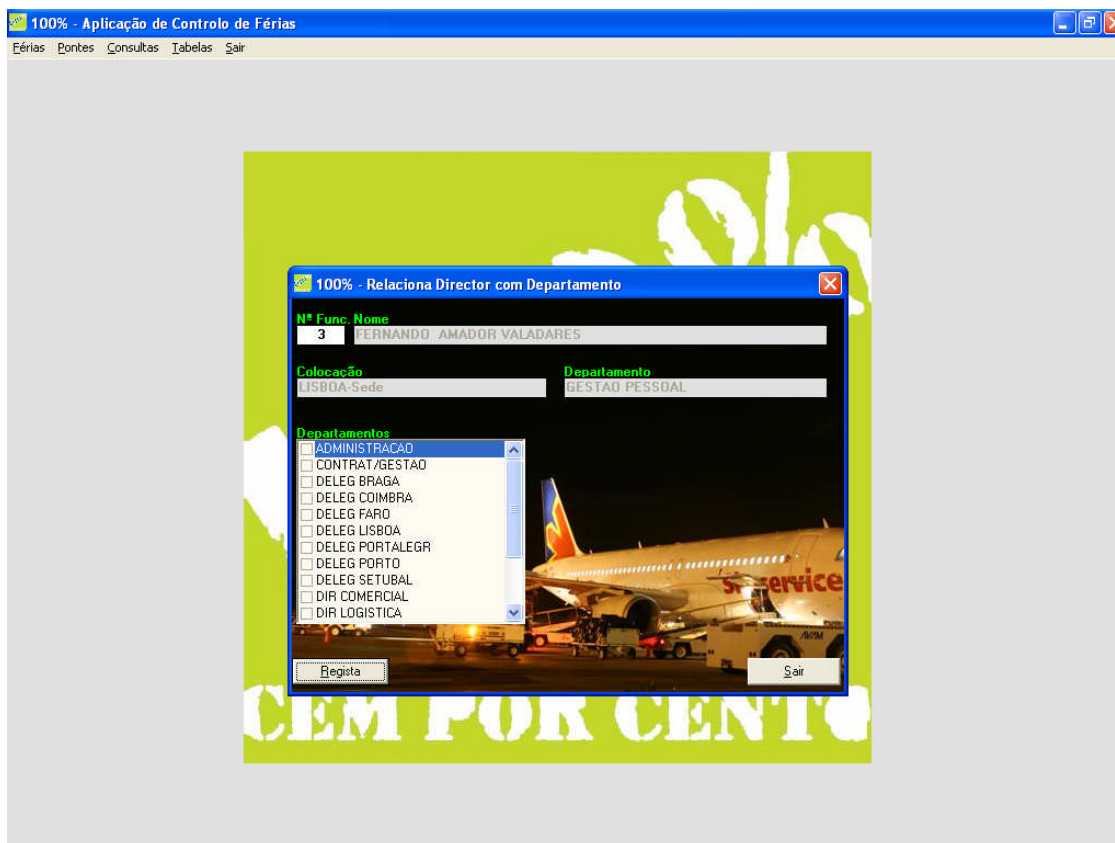 100% - Aplicação de Controlo de Férias
Férias Pontes Consultas Tabelas Sair
100% - Relaciona Director com Departamento
Nª Func. Nome
3 FERNANDO AMADOR VALADARES
Colocação Departamento
LISBOA-Sede GESTAO PESSOAL
Departamentos
ADMINISTRACAO
CONTRAT/GESTAO
DELEG BRAGA
DELEG COIMBRA
DELEG FARO
DELEG LISBOA
DELEG PORTALEGR
DELEG PORTO
DELEG SETUBAL
DIR COMERCIAL
DIR LOGISTICA
service
Regista Sair
CEM POR CENTO